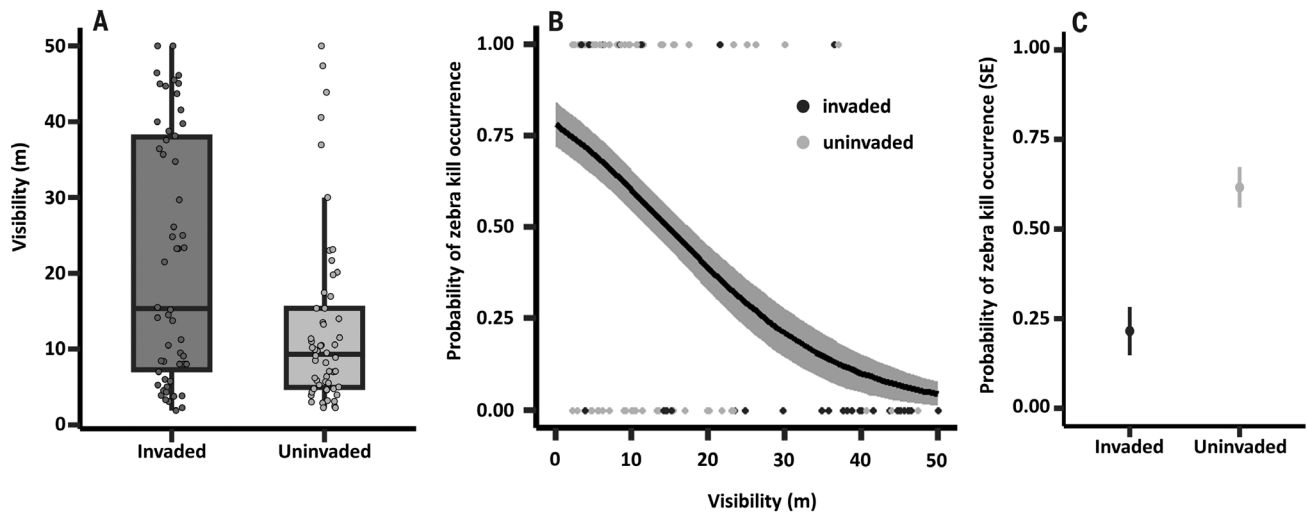 A
Visibility (m)
50
40
30
20
10
0
Invaded
Uninvaded
B
Probability of zebra kill occurrence
1.00
0.75
0.50
0.25
0.00
invaded
uninvaded
0
10
20
30
40
50
Visibility (m)
C
Probability of zebra kill occurrence (SE)
1.00
0.75
0.50
0.25
0.00
Invaded
Uninvaded